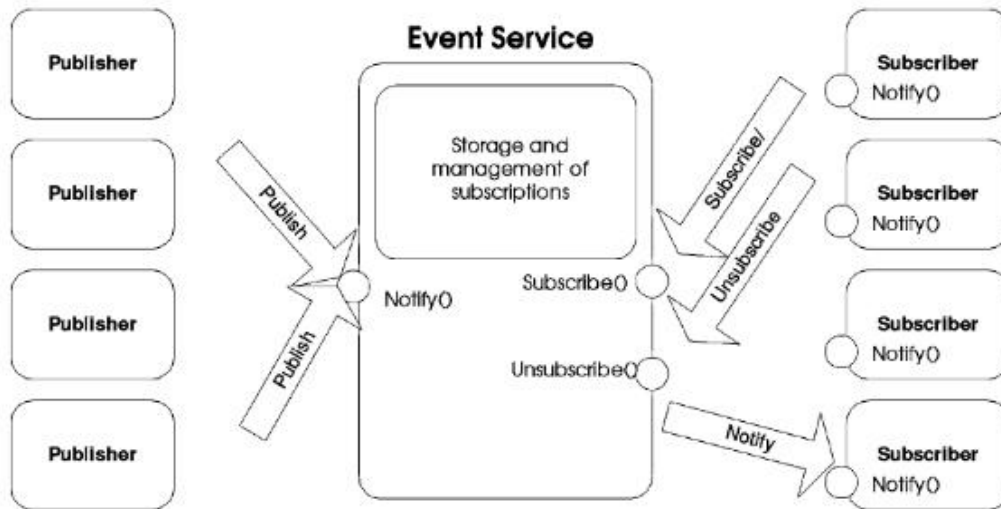 Event Service
Publisher
Publisher
Publisher
Publisher
Publish
Publish
Storage and
management of
subscriptions
Notify()
Subscribe()
Unsubscribe()
Subscribe/
Unsubscribe
Notify
Subscriber
Notify()
Subscriber
Notify()
Subscriber
Notify()
Subscriber
Notify()